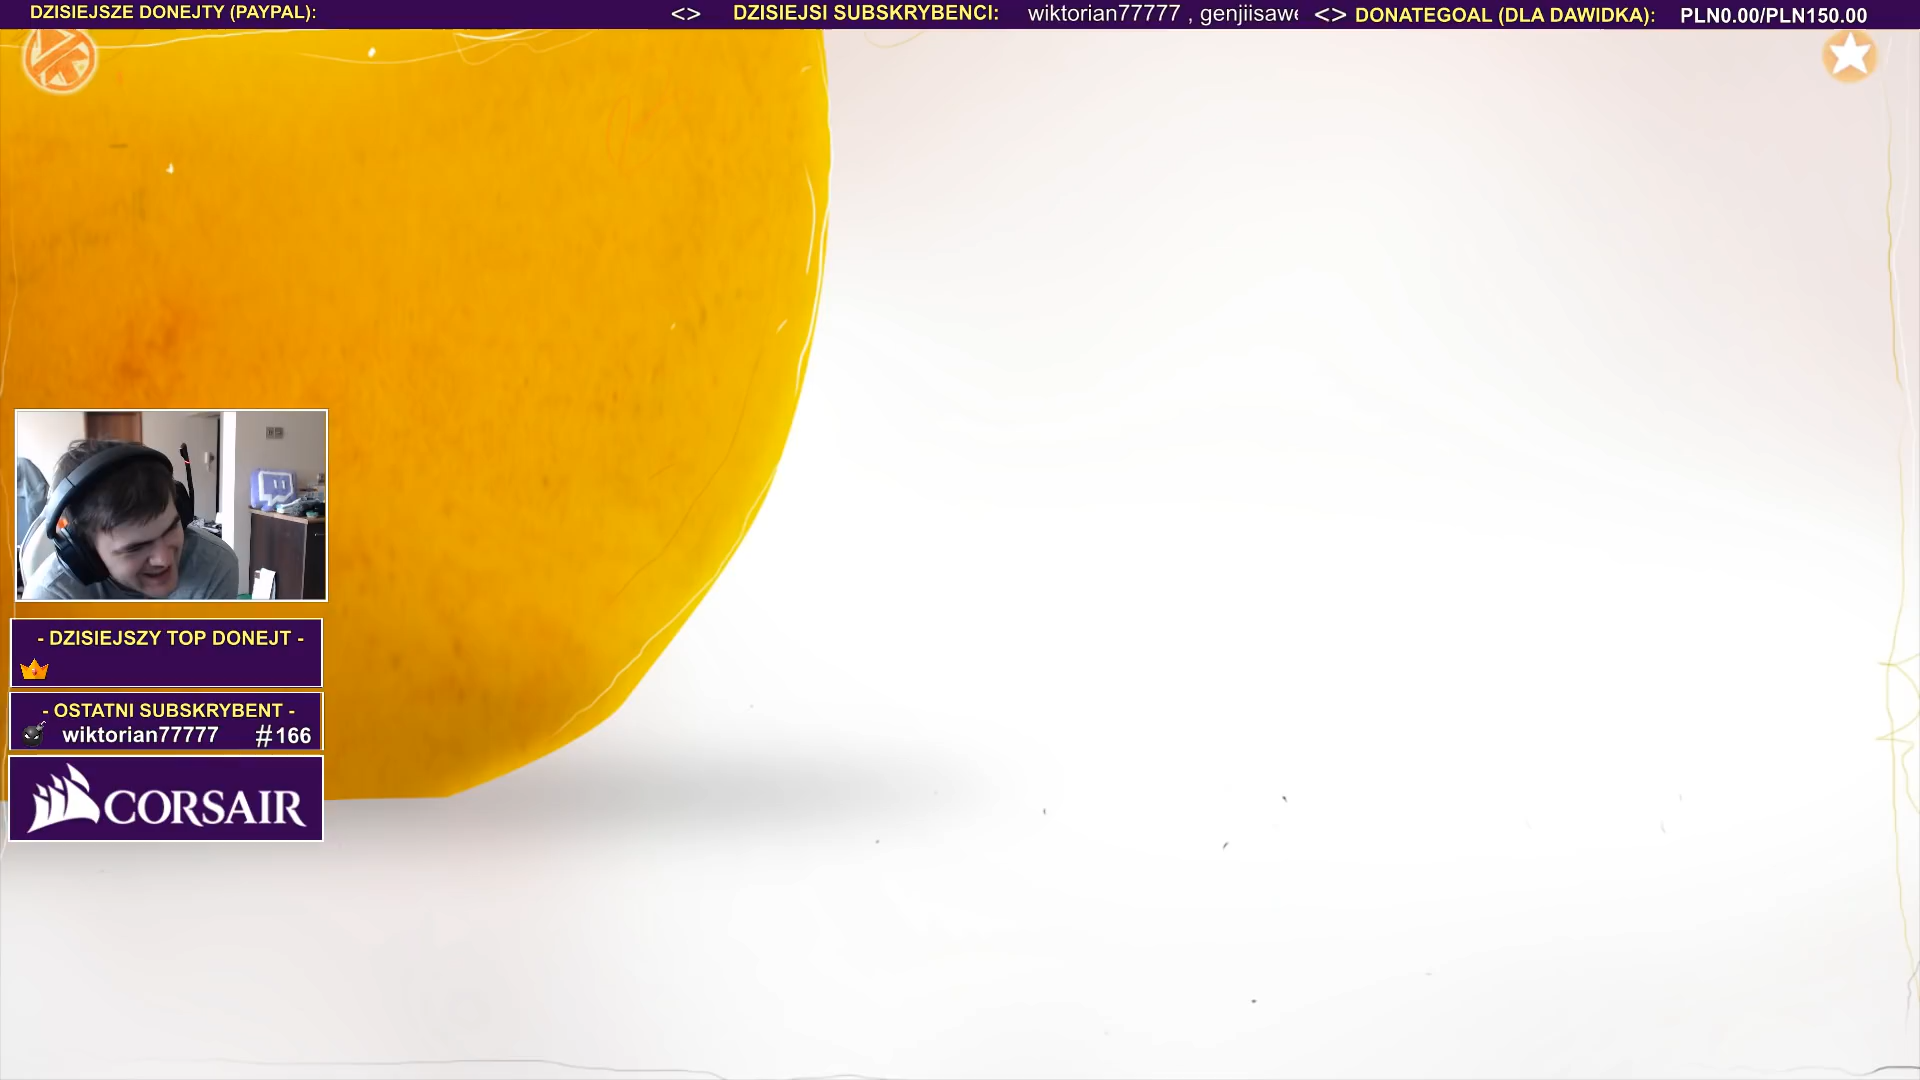 DZISIEJSZE DONEJTY (PAYPAL): <> DZISIEJSI SUBSKRYBENCI: wiktorian77777 , genjiisaw <> DONATEGOAL (DLA DAWIDKA): PLN0.00/PLN150.00
- DZISIEJSZY TOP DONEJT -
- OSTATNI SUBSKRYBENT -
wiktorian77777 #166
CORSAIR